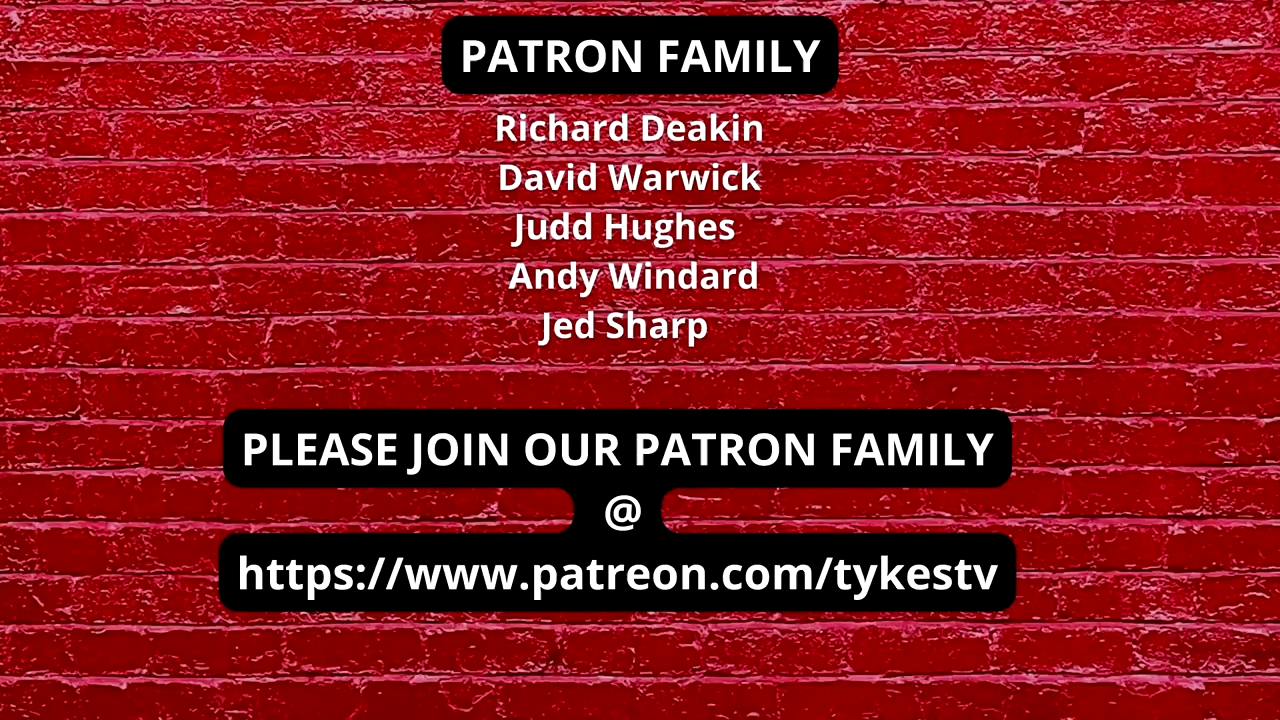 PATRON FAMILY
Richard Deakin
David Warwick
Judd Hughes
Andy Windard
Jed Sharp
PLEASE JOIN OUR PATRON FAMILY
@
https://www.patreon.com/tykestv